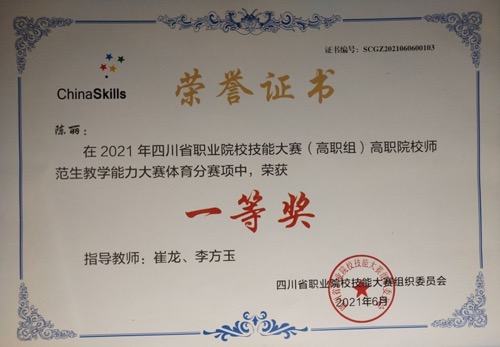 证书编号：SCGZ2021060600103
ChinaSkills
荣誉证书
陈丽：
在2021年四川省职业院校技能大赛（高职组）高职院校师
范生教学能力大赛体育分赛项中，荣获
一等奖
指导教师：崔龙、李方玉
四川省职业院校技能大赛组织委员会
2021年6月